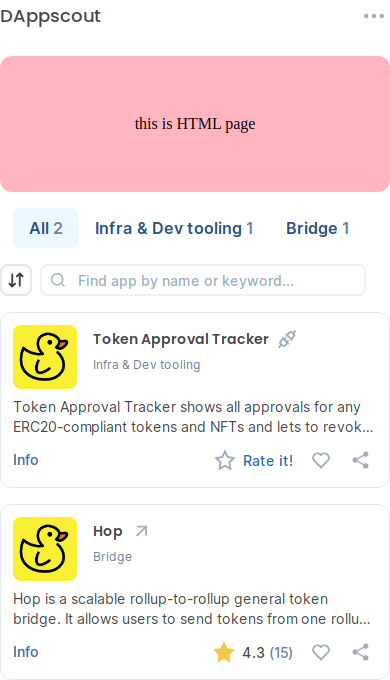 DAppscout
this is HTML page
All 2 Infra & Dev tooling 1 Bridge 1
Find app by name or keyword...
Token Approval Tracker
Infra & Dev tooling
Token Approval Tracker shows all approvals for any
ERC20-compliant tokens and NFTs and lets to revok...
Info Rate it!
Hop
Bridge
Hop is a scalable rollup-to-rollup general token
bridge. It allows users to send tokens from one rollu...
Info 4.3 (15)